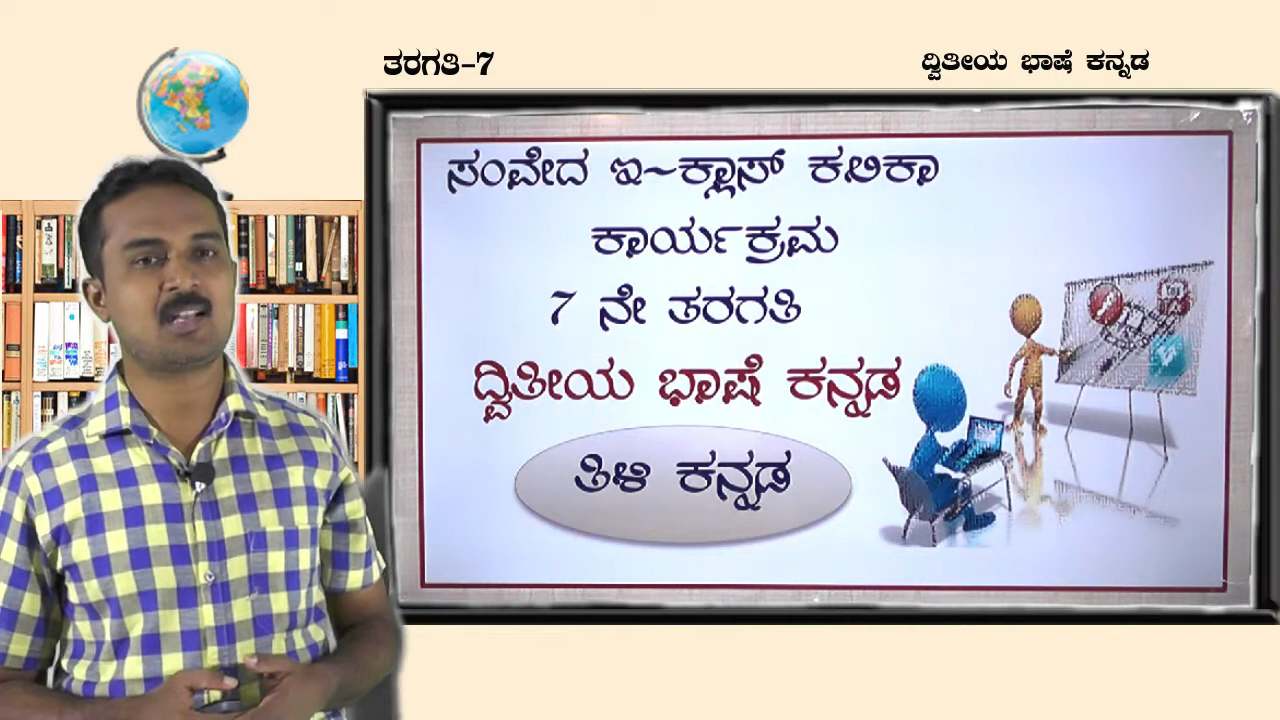 ತರಗತಿ-7
ದ್ವಿತೀಯ ಭಾಷೆ ಕನ್ನಡ
ಸಂವೇದ ಇ~ಕ್ಲಾಸ್ ಕಲಿಕಾ
ಕಾರ್ಯಕ್ರಮ
7 ನೇ ತರಗತಿ
ದ್ವಿತೀಯ ಭಾಷೆ ಕನ್ನಡ
ತಿಳಿ ಕನ್ನಡ